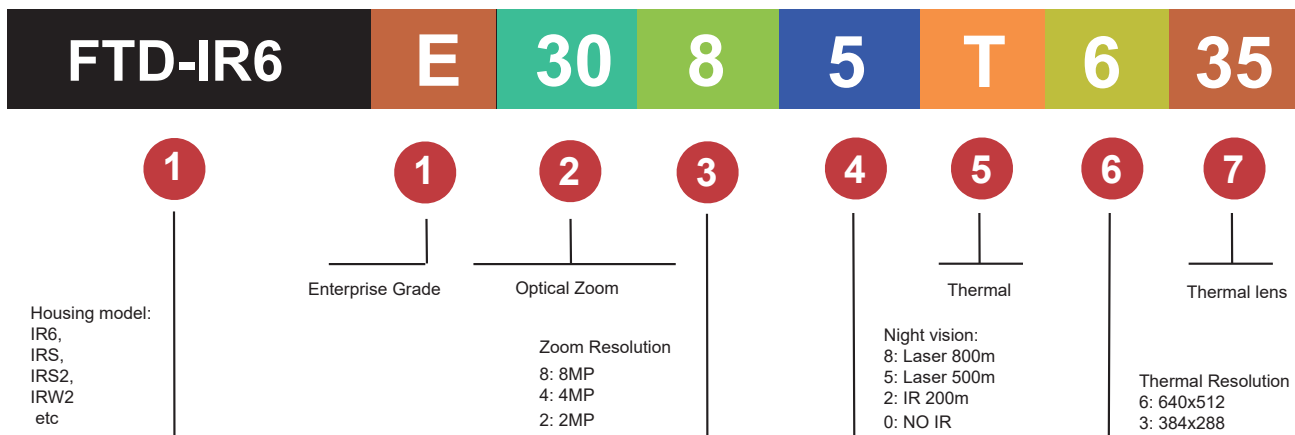 FTD-IR6 E 30 8 5 T 6 35
1 1 2 3 4 5 6 7
Enterprise Grade
Optical Zoom
Thermal
Thermal lens
Housing model:
IR6,
IRS,
IRS2,
IRW2
etc
Zoom Resolution
8: 8MP
4: 4MP
2: 2MP
Night vision:
8: Laser 800m
5: Laser 500m
2: IR 200m
0: NO IR
Thermal Resolution
6: 640x512
3: 384x288